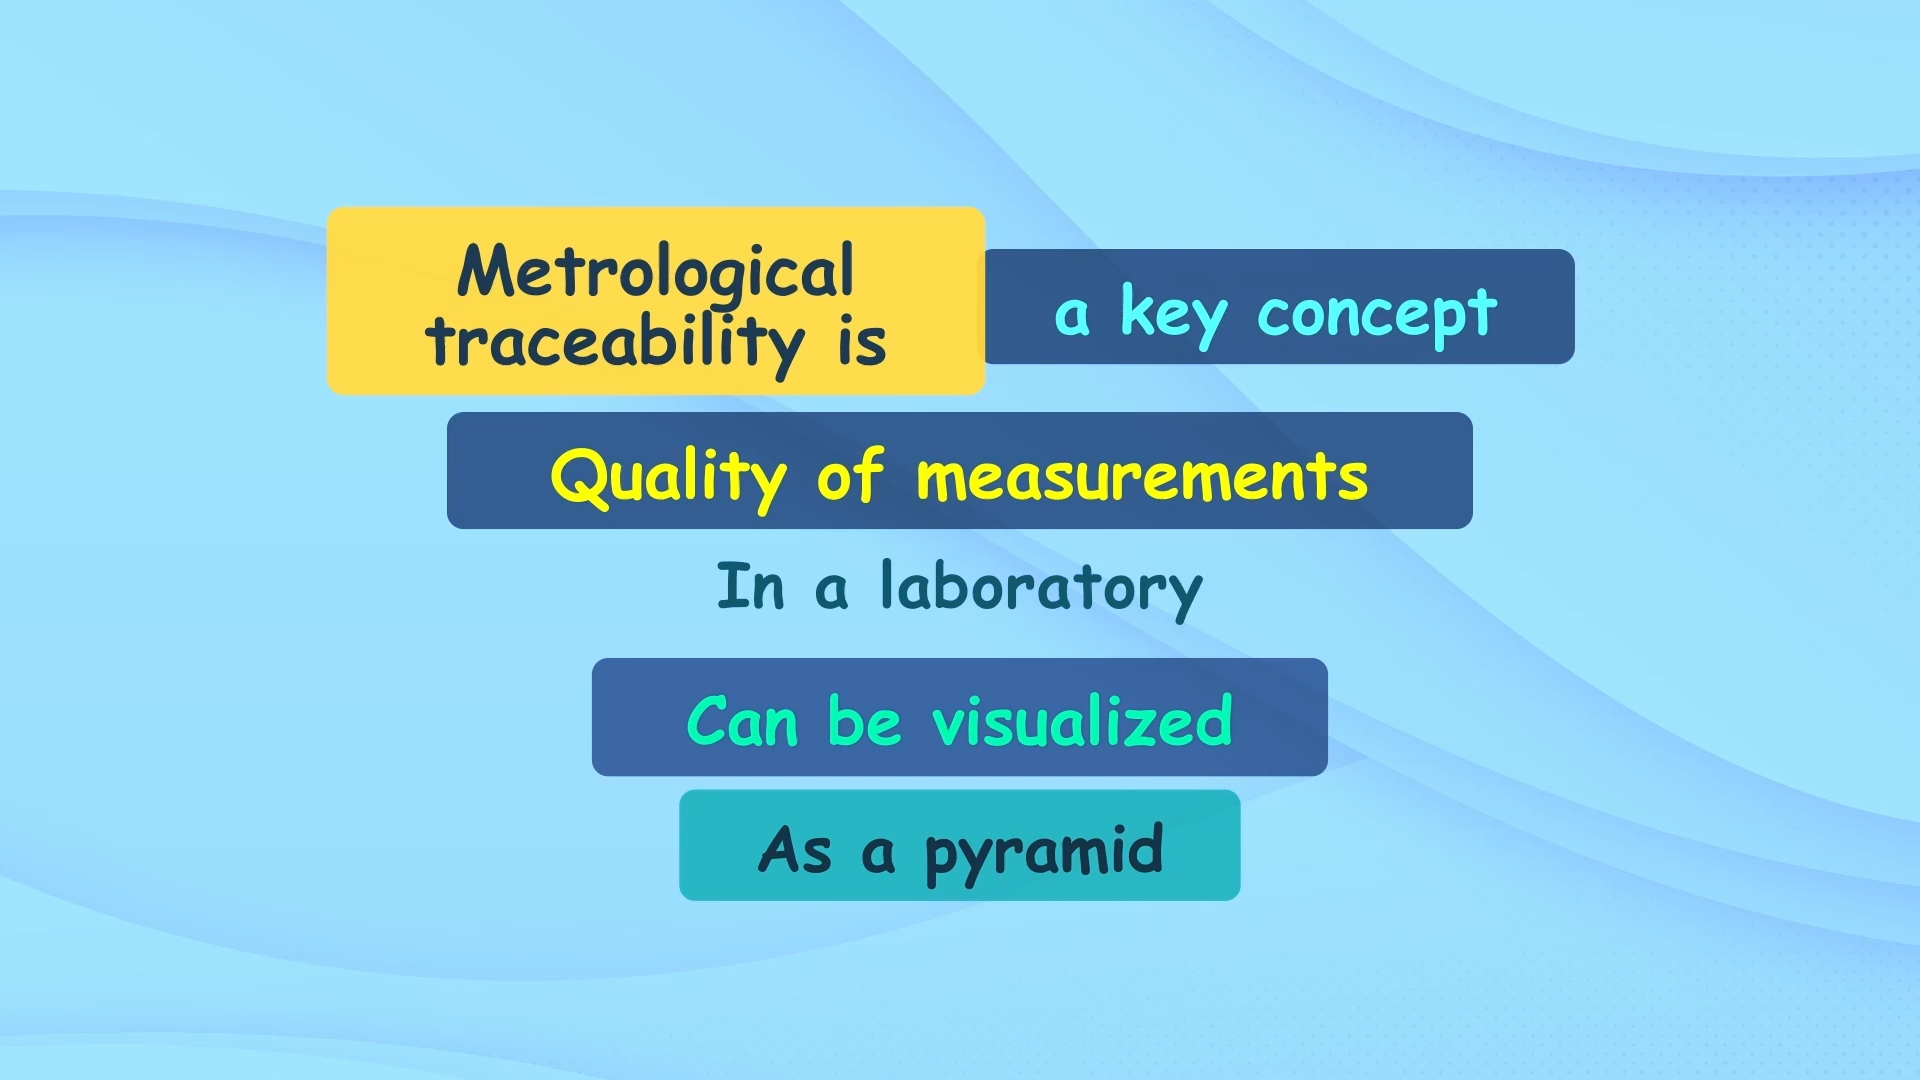 Metrological
traceability is
a key concept
Quality of measurements
In a laboratory
Can be visualized
As a pyramid